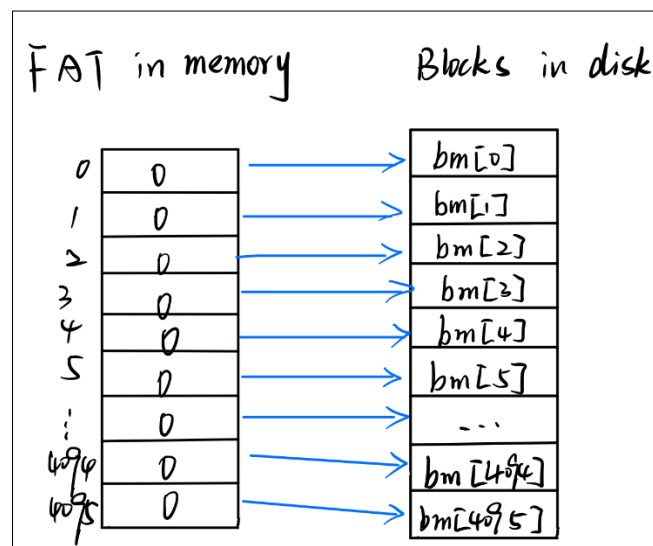 FAT in memory Blocks in disk
0 0 bm[0]
1 0 bm[1]
2 0 bm[2]
3 0 bm[3]
4 0 bm[4]
5 0 bm[5]
⋮ 0 ...
4094 0 bm[4094]
4095 0 bm[4095]